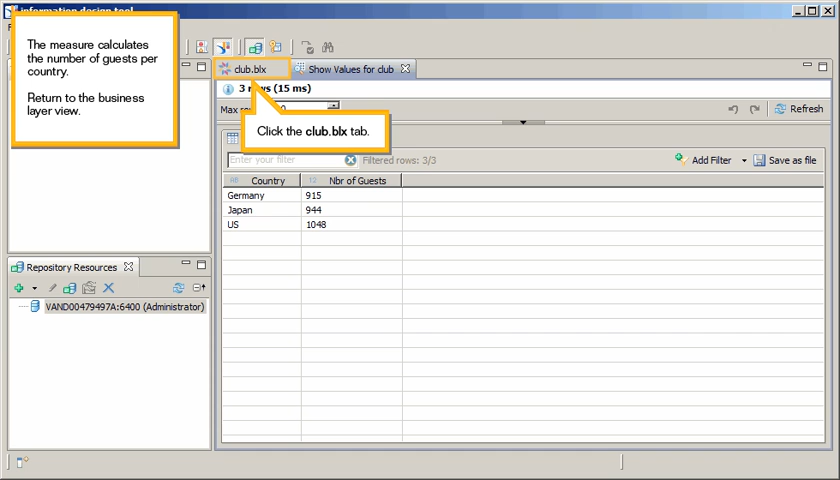 information design tool
The measure calculates
the number of guests per
country.
Return to the business
layer view.
club.blx
Show Values for club
3 rows (15 ms)
Max
Refresh
Click the club.blx tab.
Enter your filter
Filtered rows: 3/3
Add Filter
Save as file
Country
Nbr of Guests
Germany
915
Japan
944
US
1048
Repository Resources
VAND00479497A:6400 (Administrator)